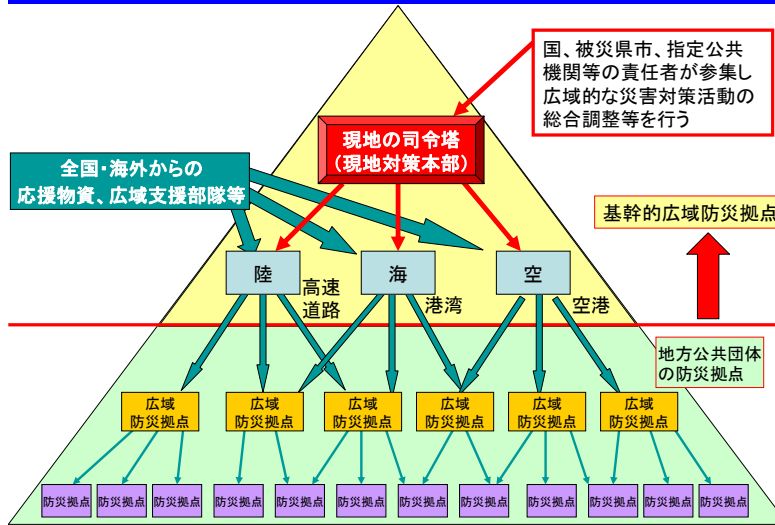 国、被災県市、指定公共
機関等の責任者が参集し
広域的な災害対策活動の
総合調整等を行う
現地の司令塔
(現地対策本部)
全国・海外からの
応援物資、広域支援部隊等
基幹的広域防災拠点
陸
海
空
高速
道路
港湾
空港
地方公共団体
の防災拠点
広域
防災拠点
広域
防災拠点
広域
防災拠点
広域
防災拠点
広域
防災拠点
広域
防災拠点
防災拠点
防災拠点
防災拠点
防災拠点
防災拠点
防災拠点
防災拠点
防災拠点
防災拠点
防災拠点
防災拠点
防災拠点